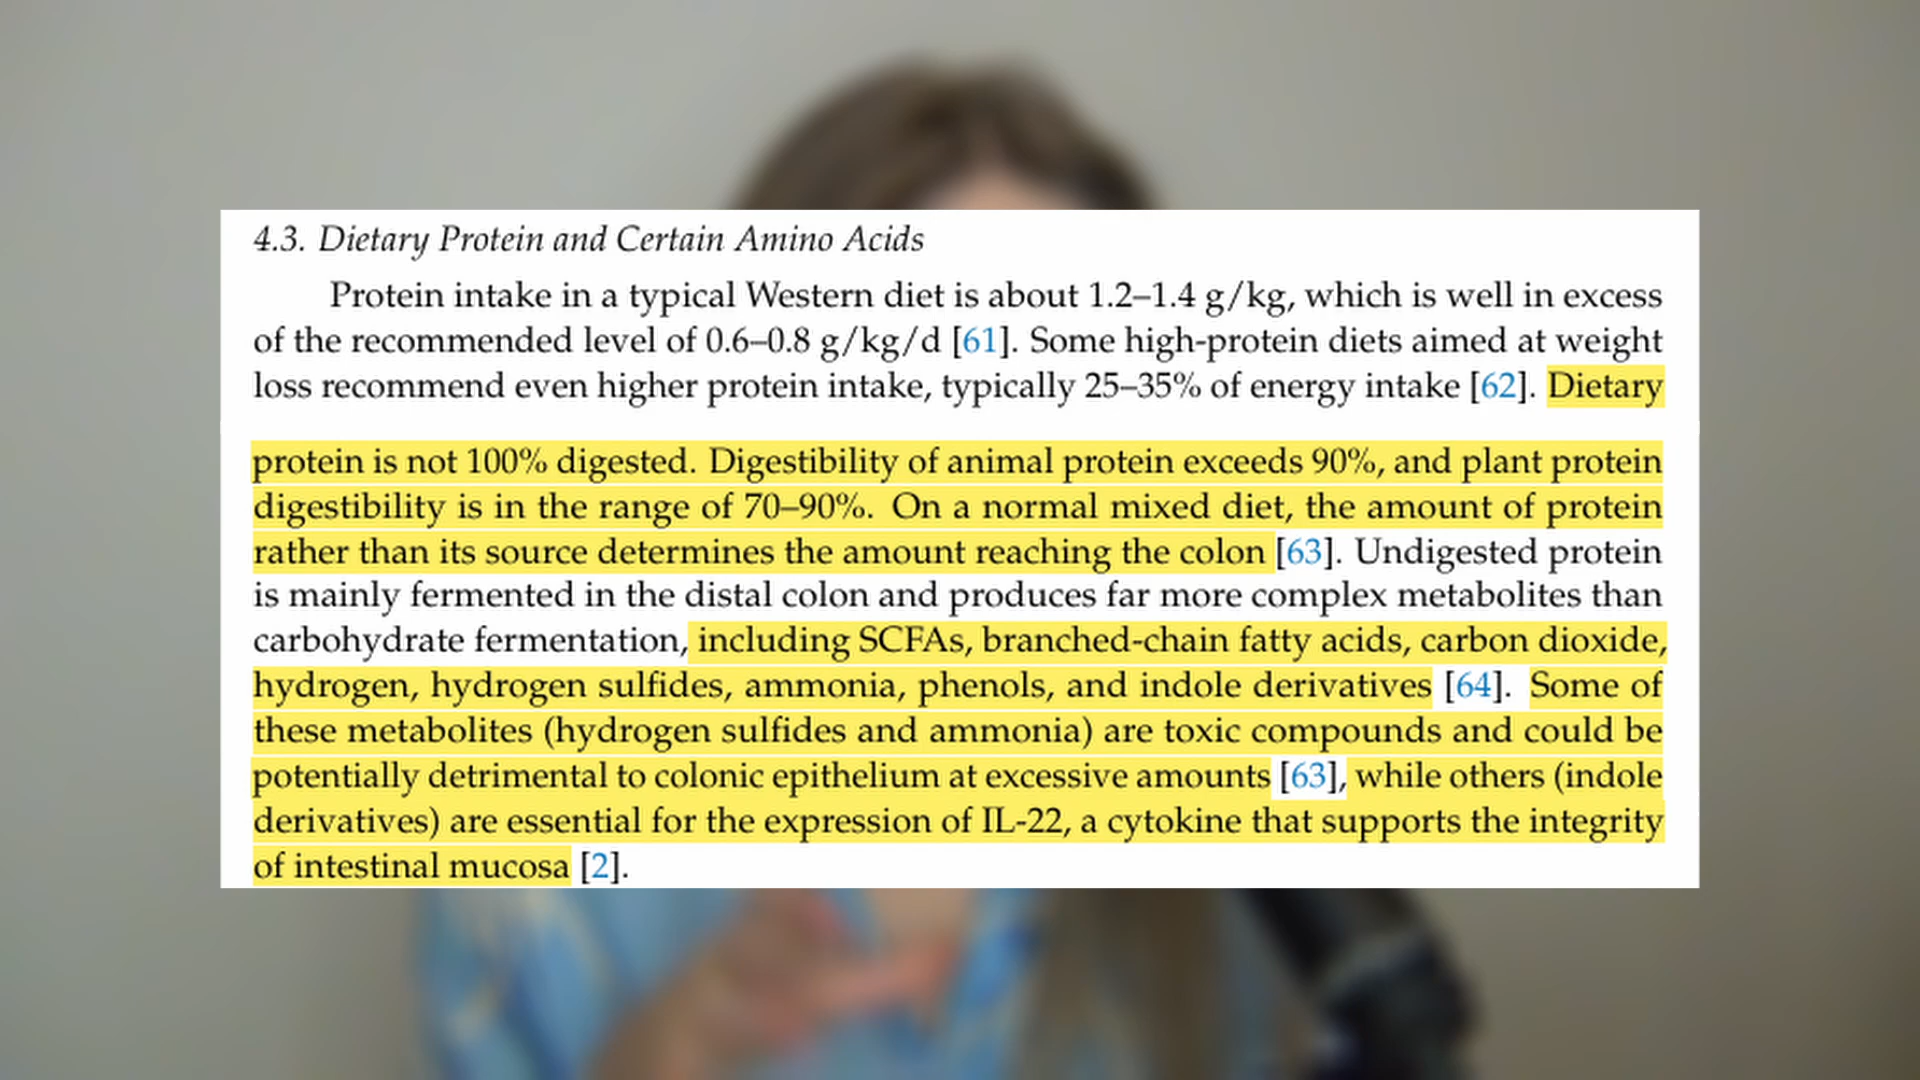 4.3. Dietary Protein and Certain Amino Acids
Protein intake in a typical Western diet is about 1.2–1.4 g/kg, which is well in excess
of the recommended level of 0.6–0.8 g/kg/d [61]. Some high-protein diets aimed at weight
loss recommend even higher protein intake, typically 25–35% of energy intake [62]. Dietary
protein is not 100% digested. Digestibility of animal protein exceeds 90%, and plant protein
digestibility is in the range of 70–90%. On a normal mixed diet, the amount of protein
rather than its source determines the amount reaching the colon [63]. Undigested protein
is mainly fermented in the distal colon and produces far more complex metabolites than
carbohydrate fermentation, including SCFAs, branched-chain fatty acids, carbon dioxide,
hydrogen, hydrogen sulfides, ammonia, phenols, and indole derivatives [64]. Some of
these metabolites (hydrogen sulfides and ammonia) are toxic compounds and could be
potentially detrimental to colonic epithelium at excessive amounts [63], while others (indole
derivatives) are essential for the expression of IL-22, a cytokine that supports the integrity
of intestinal mucosa [2].